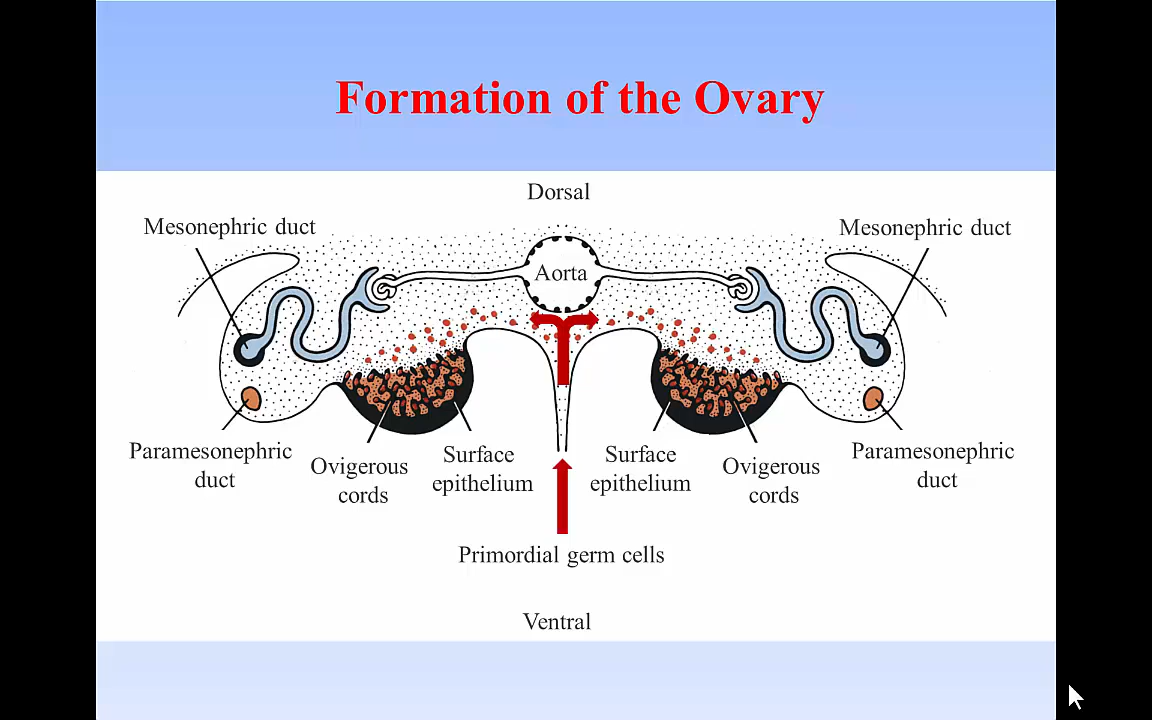 Formation of the Ovary
Dorsal
Mesonephric duct
Mesonephric duct
Aorta
Paramesonephric
duct
Ovigerous
cords
Surface
epithelium
Surface
epithelium
Ovigerous
cords
Paramesonephric
duct
Primordial germ cells
Ventral